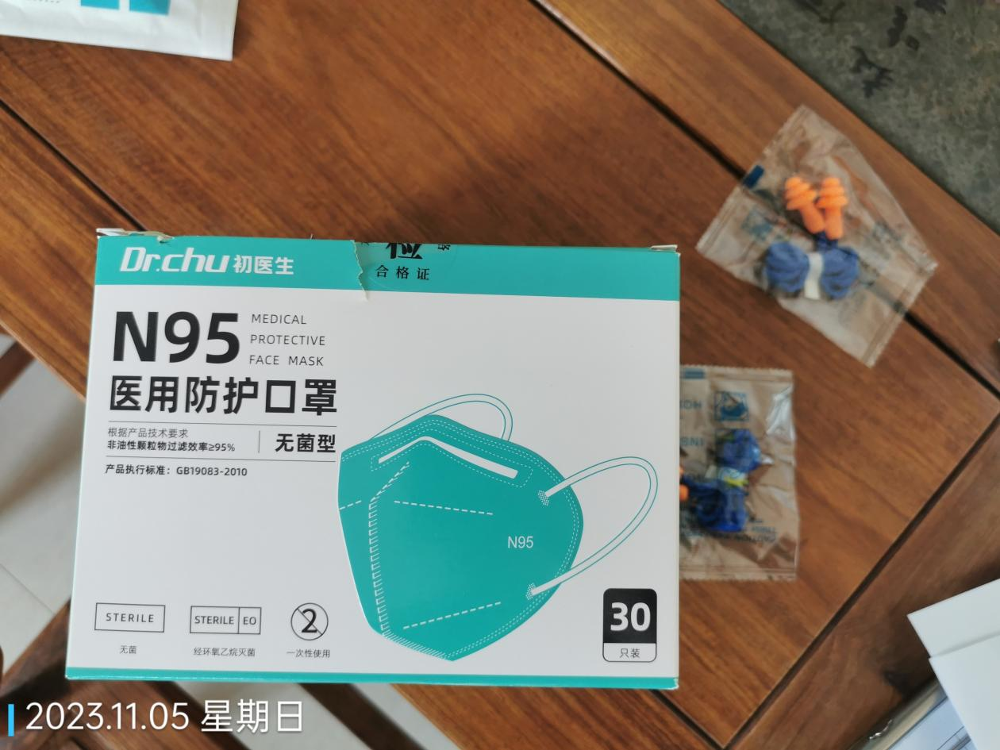 Dr.chu 初医生
检
合格证
N95
MEDICAL
PROTECTIVE
FACE MASK
医用防护口罩
根据产品技术要求
非油性颗粒物过滤效率≥95%
无菌型
产品执行标准：GB19083-2010
N95
STERILE
无菌
STERILE EO
经环氧乙烷灭菌
2
一次性使用
30
只装
2023.11.05 星期日